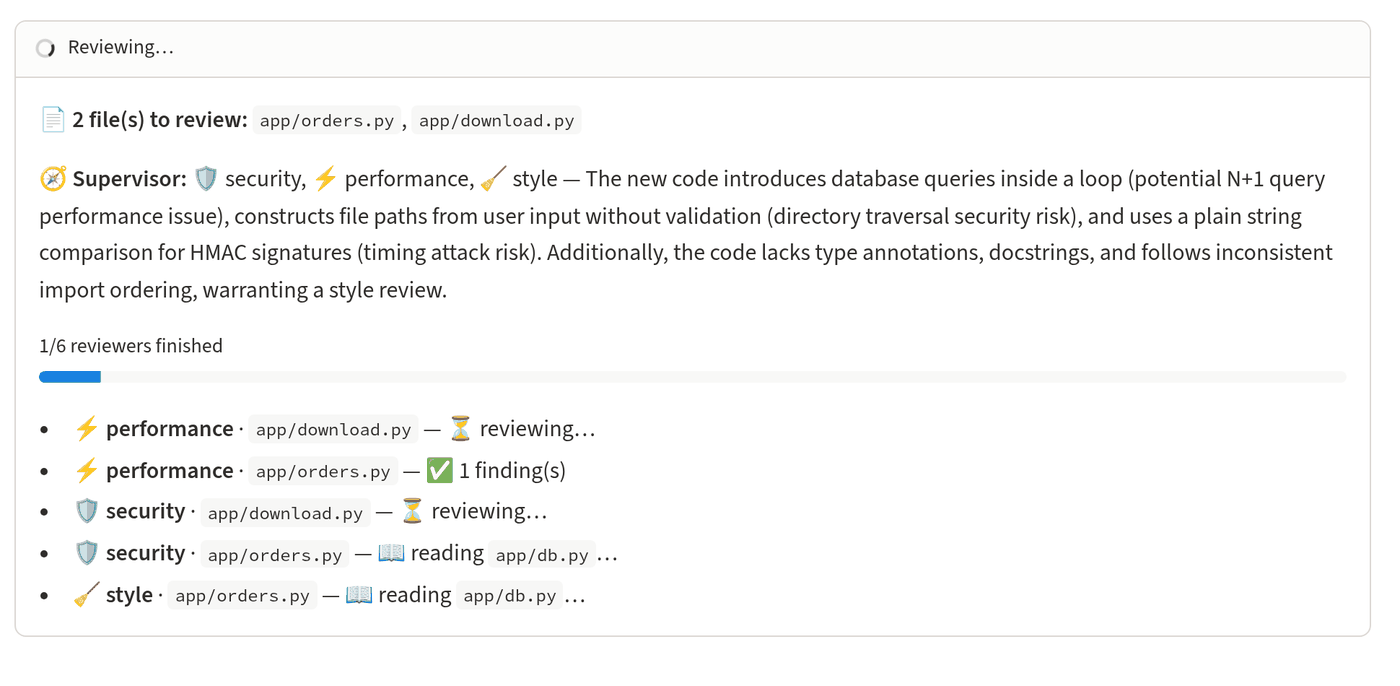 Reviewing…
📄 2 file(s) to review: app/orders.py, app/download.py
🧭 Supervisor: 🛡️ security, ⚡ performance, 🧹 style — The new code introduces database queries inside a loop (potential N+1 query
performance issue), constructs file paths from user input without validation (directory traversal security risk), and uses a plain string
comparison for HMAC signatures (timing attack risk). Additionally, the code lacks type annotations, docstrings, and follows inconsistent
import ordering, warranting a style review.
1/6 reviewers finished
• ⚡ performance · app/download.py — ⏳ reviewing…
• ⚡ performance · app/orders.py — ✅ 1 finding(s)
• 🛡️ security · app/download.py — ⏳ reviewing…
• 🛡️ security · app/orders.py — 📖 reading app/db.py…
• 🧹 style · app/orders.py — 📖 reading app/db.py…